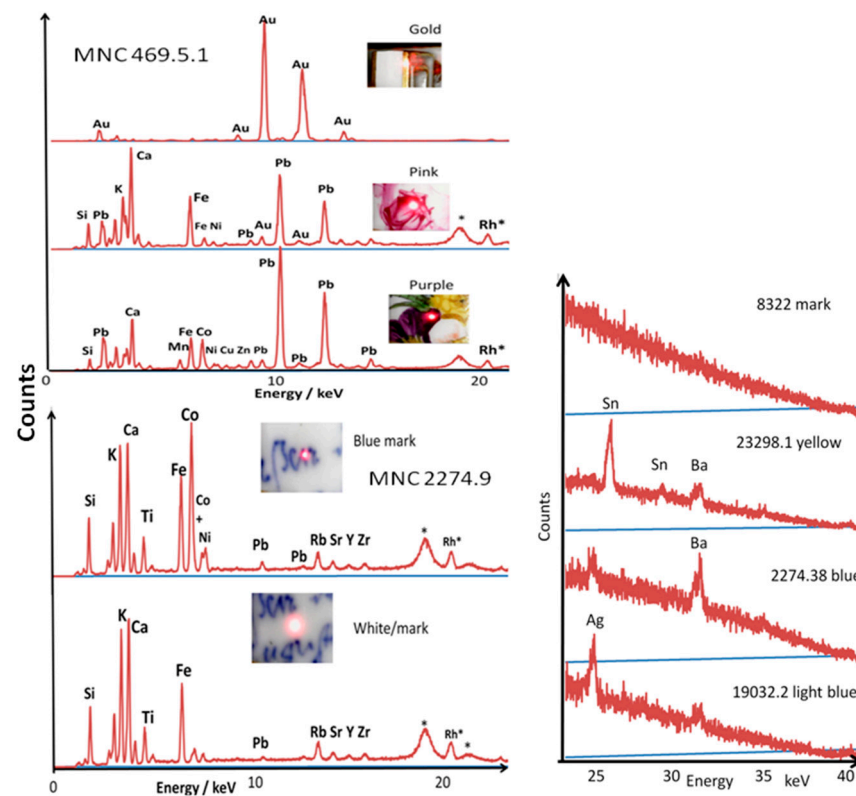 Counts
MNC 469.5.1
Gold
Au
Au
Au
Au
Au
Pink
Si
Pb
K
Ca
Fe
Fe Ni
Pb
Au
Pb
Au
Pb
*
Rh*
Purple
Si
Pb
Ca
Mn
Fe Co
Ni Cu Zn Pb
Pb
Pb
Pb
Pb
Rh*
0
10
20
Energy / keV
Blue mark
MNC 2274.9
Si
K
Ca
Ti
Fe
Co
Co
+
Ni
Pb
Pb
Rb Sr Y Zr
*
Rh*
White/mark
Si
K
Ca
Ti
Fe
Pb
Rb Sr Y Zr
*
Rh*
*
0
10
20
Energy / keV
Counts
8322 mark
Sn
23298.1 yellow
Sn
Ba
Ba
2274.38 blue
Ag
19032.2 light blue
25
30
35
40
Energy
keV